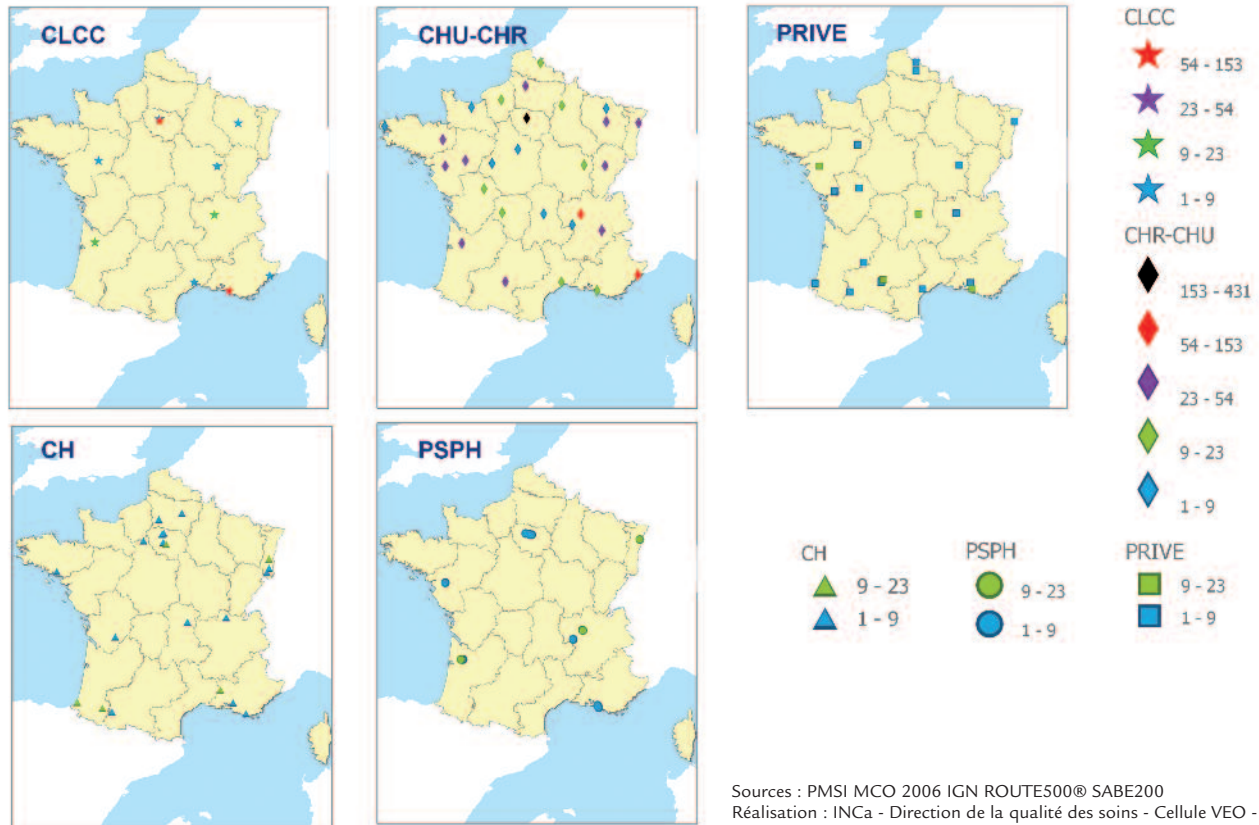 CLCC
CHU-CHR
PRIVE
CH
PSPH
CLCC
54 - 153
23 - 54
9 - 23
1 - 9
CHR-CHU
153 - 431
54 - 153
23 - 54
9 - 23
1 - 9
CH
9 - 23
1 - 9
PSPH
9 - 23
1 - 9
PRIVE
9 - 23
1 - 9
Sources : PMSI MCO 2006 IGN ROUTE500® SABE200
Réalisation : INCa - Direction de la qualité des soins - Cellule VEO -